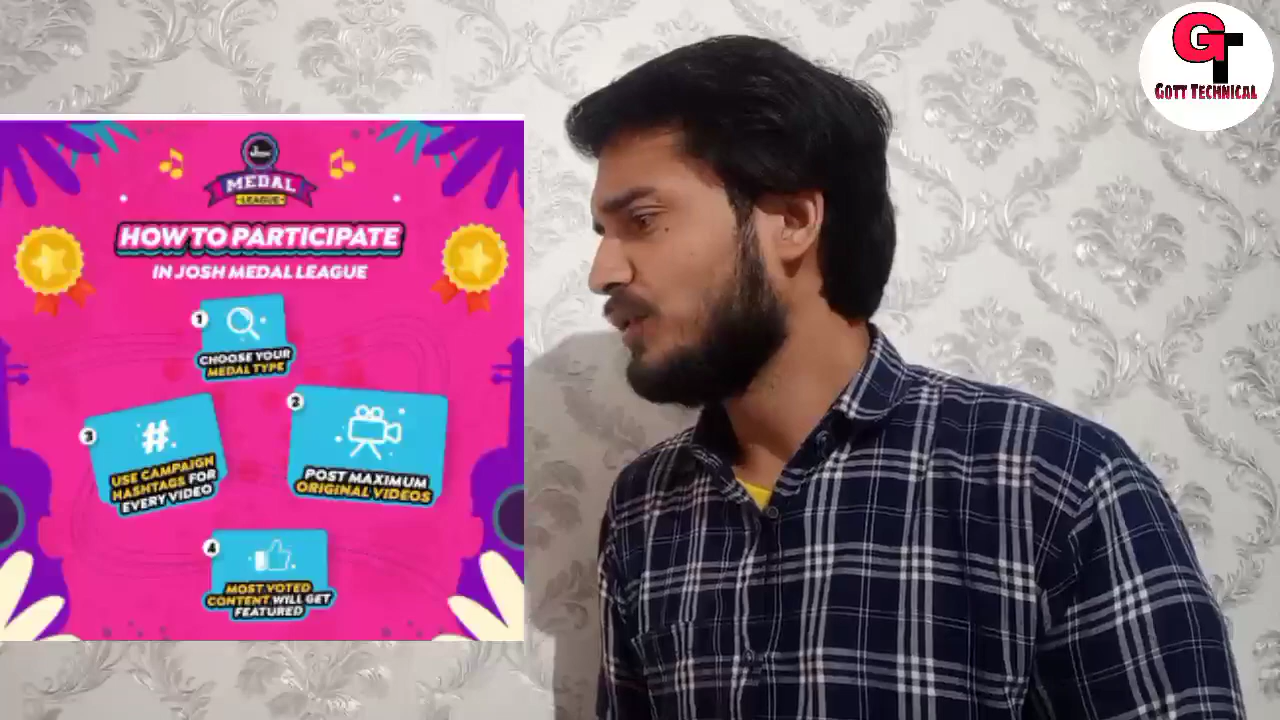 GT
GOTT TECHNICAL
Josh
MEDAL
LEAGUE
HOW TO PARTICIPATE
IN JOSH MEDAL LEAGUE
1
CHOOSE YOUR
MEDAL TYPE
2
POST MAXIMUM
ORIGINAL VIDEOS
3
#
USE CAMPAIGN
HASHTAGS FOR
EVERY VIDEO
4
MOST VOTED
CONTENT WILL GET
FEATURED